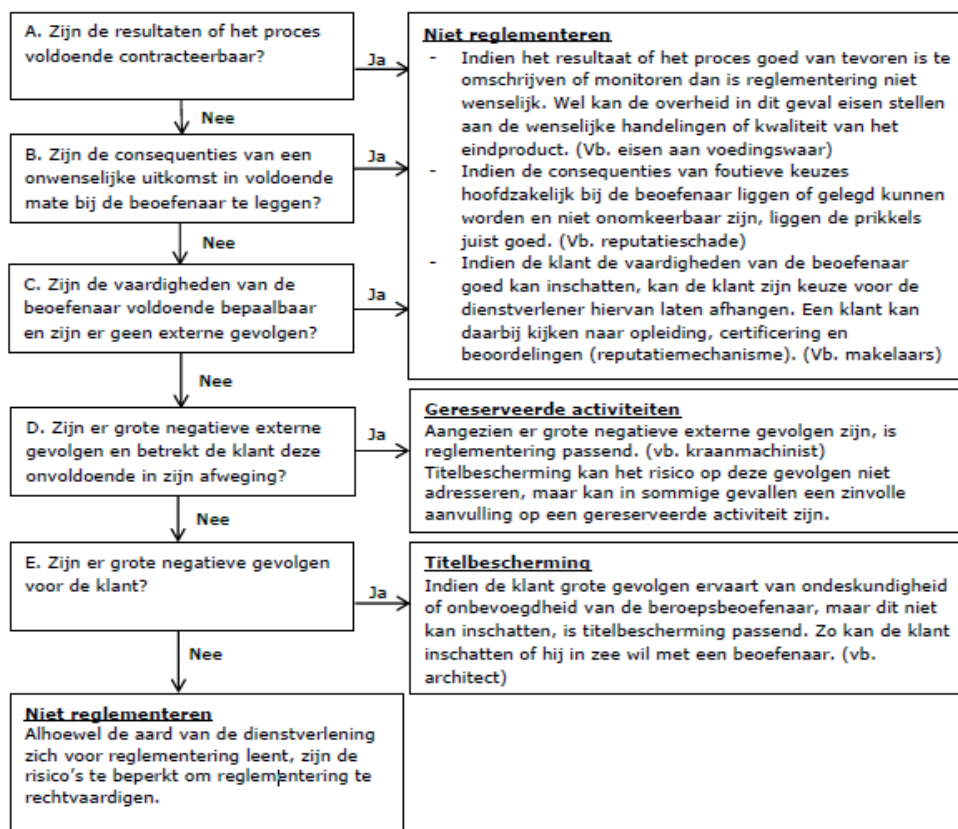 A. Zijn de resultaten of het proces
voldoende contracteerbaar?
Ja
Niet reglementeren
- Indien het resultaat of het proces goed van tevoren is te
omschrijven of monitoren dan is reglementering niet
wenselijk. Wel kan de overheid in dit geval eisen stellen
aan de wenselijke handelingen of kwaliteit van het
eindproduct. (Vb. eisen aan voedingswaar)
- Indien de consequenties van foutieve keuzes
hoofdzakelijk bij de beoefenaar liggen of gelegd kunnen
worden en niet onomkeerbaar zijn, liggen de prikkels
juist goed. (Vb. reputatieschade)
- Indien de klant de vaardigheden van de beoefenaar
goed kan inschatten, kan de klant zijn keuze voor de
dienstverlener hiervan laten afhangen. Een klant kan
daarbij kijken naar opleiding, certificering en
beoordelingen (reputatiemechanisme). (Vb. makelaars)
Nee
B. Zijn de consequenties van een
onwenselijke uitkomst in voldoende
mate bij de beoefenaar te leggen?
Ja
Nee
C. Zijn de vaardigheden van de
beoefenaar voldoende bepaalbaar
en zijn er geen externe gevolgen?
Ja
Nee
D. Zijn er grote negatieve externe
gevolgen en betrekt de klant deze
onvoldoende in zijn afweging?
Ja
Gereserveerde activiteiten
Aangezien er grote negatieve externe gevolgen zijn, is
reglementering passend. (vb. kraanmachinist)
Titelbescherming kan het risico op deze gevolgen niet
adresseren, maar kan in sommige gevallen een zinvolle
aanvulling op een gereserveerde activiteit zijn.
Nee
E. Zijn er grote negatieve gevolgen
voor de klant?
Ja
Titelbescherming
Indien de klant grote gevolgen ervaart van ondeskundigheid
of onbevoegdheid van de beroepsbeoefenaar, maar dit niet
kan inschatten, is titelbescherming passend. Zo kan de klant
inschatten of hij in zee wil met een beoefenaar. (vb.
architect)
Nee
Niet reglementeren
Alhoewel de aard van de dienstverlening
zich voor reglementering leent, zijn de
risico's te beperkt om reglementering te
rechtvaardigen.